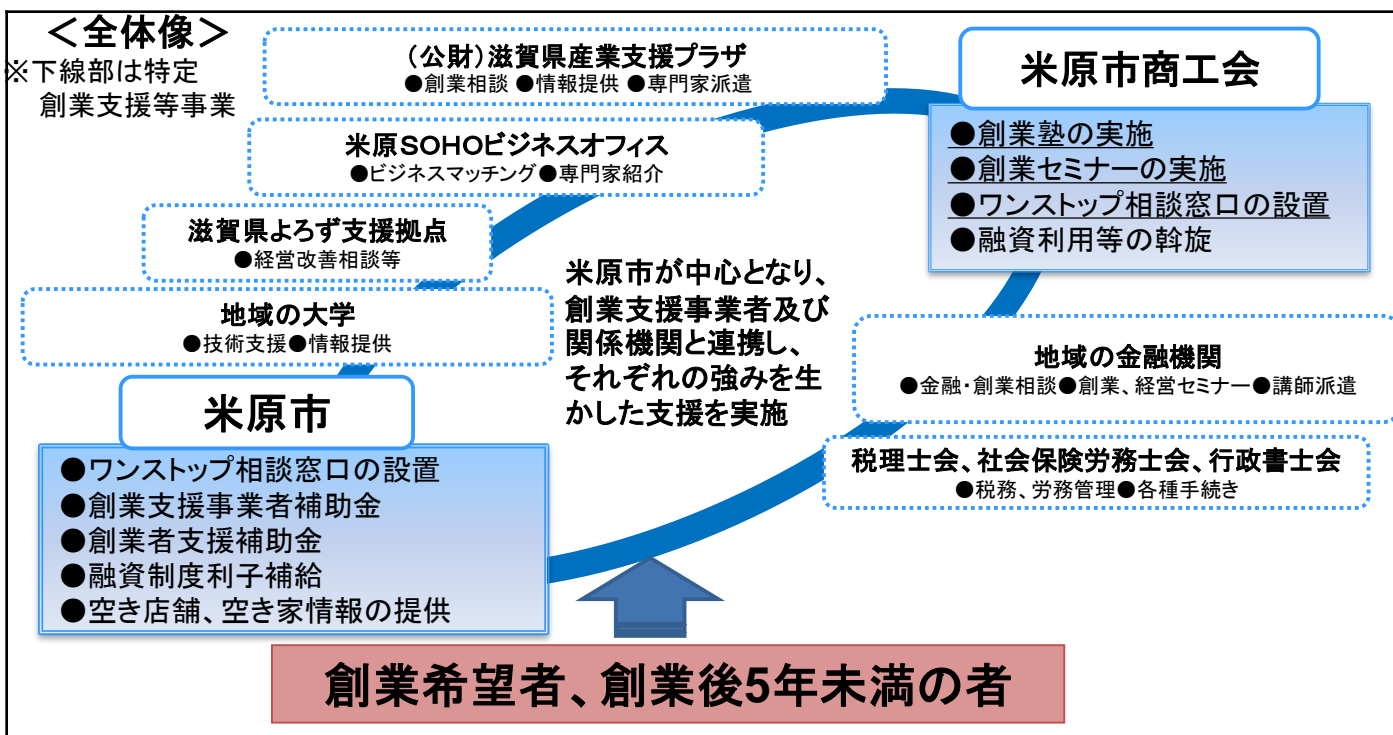 ＜全体像＞
※下線部は特定
創業支援等事業
（公財）滋賀県産業支援プラザ
●創業相談 ●情報提供 ●専門家派遣
米原SOHOビジネスオフィス
●ビジネスマッチング●専門家紹介
滋賀県よろず支援拠点
●経営改善相談等
地域の大学
●技術支援●情報提供
米原市
●ワンストップ相談窓口の設置
●創業支援事業者補助金
●創業者支援補助金
●融資制度利子補給
●空き店舗、空き家情報の提供
米原市が中心となり、
創業支援事業者及び
関係機関と連携し、
それぞれの強みを生
かした支援を実施
米原市商工会
●創業塾の実施
●創業セミナーの実施
●ワンストップ相談窓口の設置
●融資利用等の斡旋
地域の金融機関
●金融・創業相談●創業、経営セミナー●講師派遣
税理士会、社会保険労務士会、行政書士会
●税務、労務管理●各種手続き
創業希望者、創業後5年未満の者